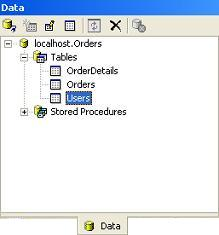 Data
localhost.Orders
Tables
OrderDetails
Orders
Users
Stored Procedures
Data